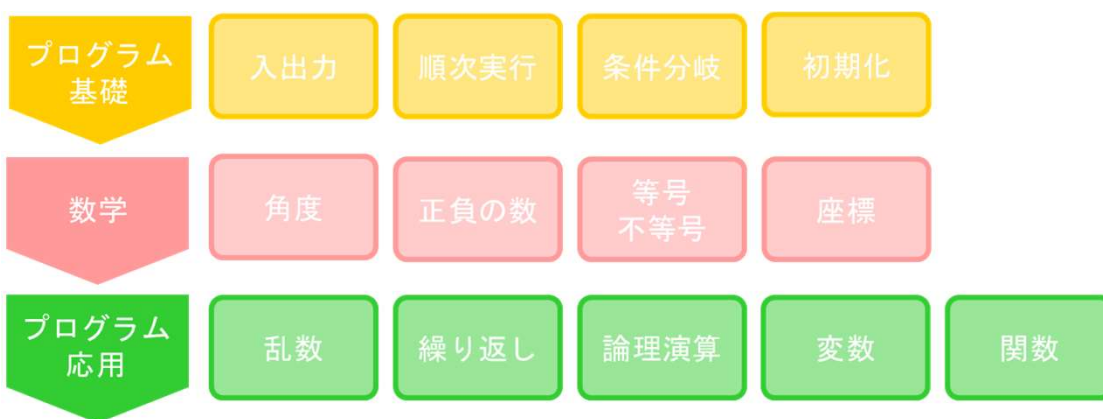 プログラム
基礎
入出力
順次実行
条件分岐
初期化
数学
角度
正負の数
等号
不等号
座標
プログラム
応用
乱数
繰り返し
論理演算
変数
関数